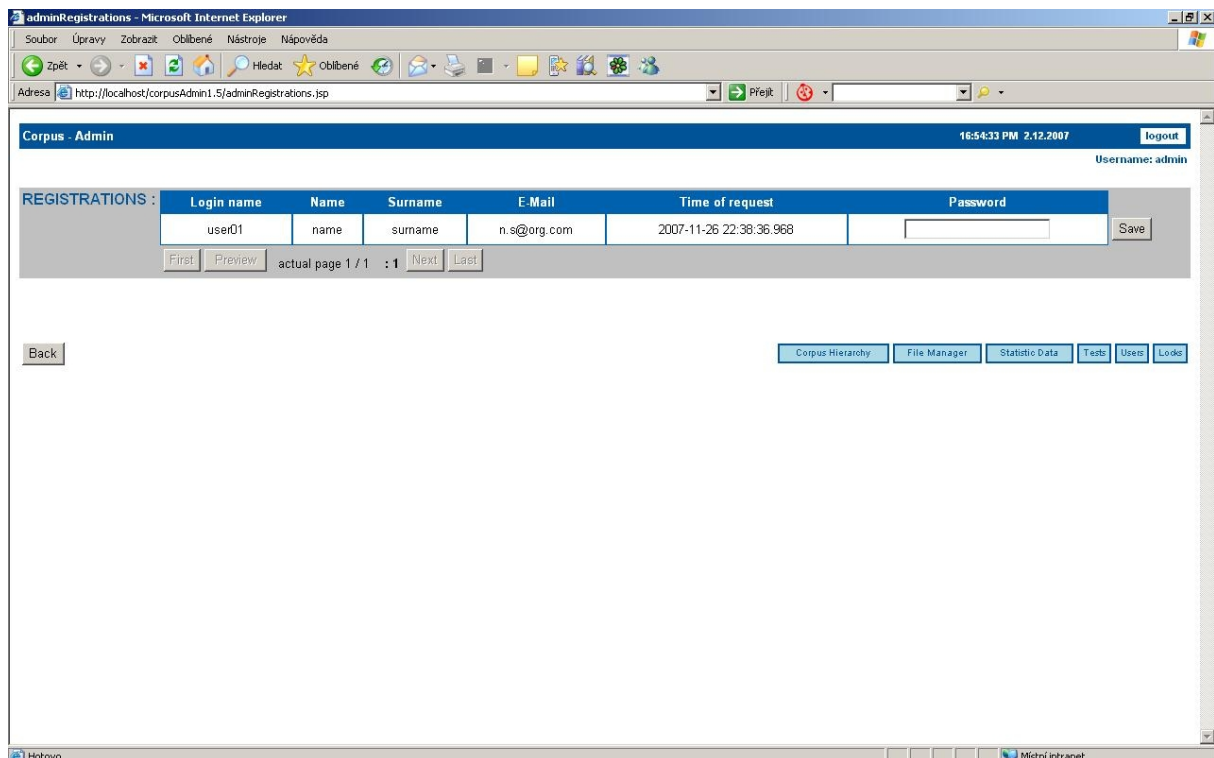 adminRegistrations - Microsoft Internet Explorer
Soubor Úpravy Zobrazit Oblíbené Nástroje Nápověda
Zpět Hledat Oblíbené
Adresa http://localhost/corpusAdmin1.5/adminRegistrations.jsp Přejít
Corpus - Admin 16:54:33 PM 2.12.2007 logout
Username: admin
REGISTRATIONS : Login name Name Surname E-Mail Time of request Password
user01 name surname n.s@org.com 2007-11-26 22:38:36.968 Save
First Preview actual page 1 / 1 : 1 Next Last
Back Corpus Hierarchy File Manager Statistic Data Tests Users Locks
Hotovo Místní intranet